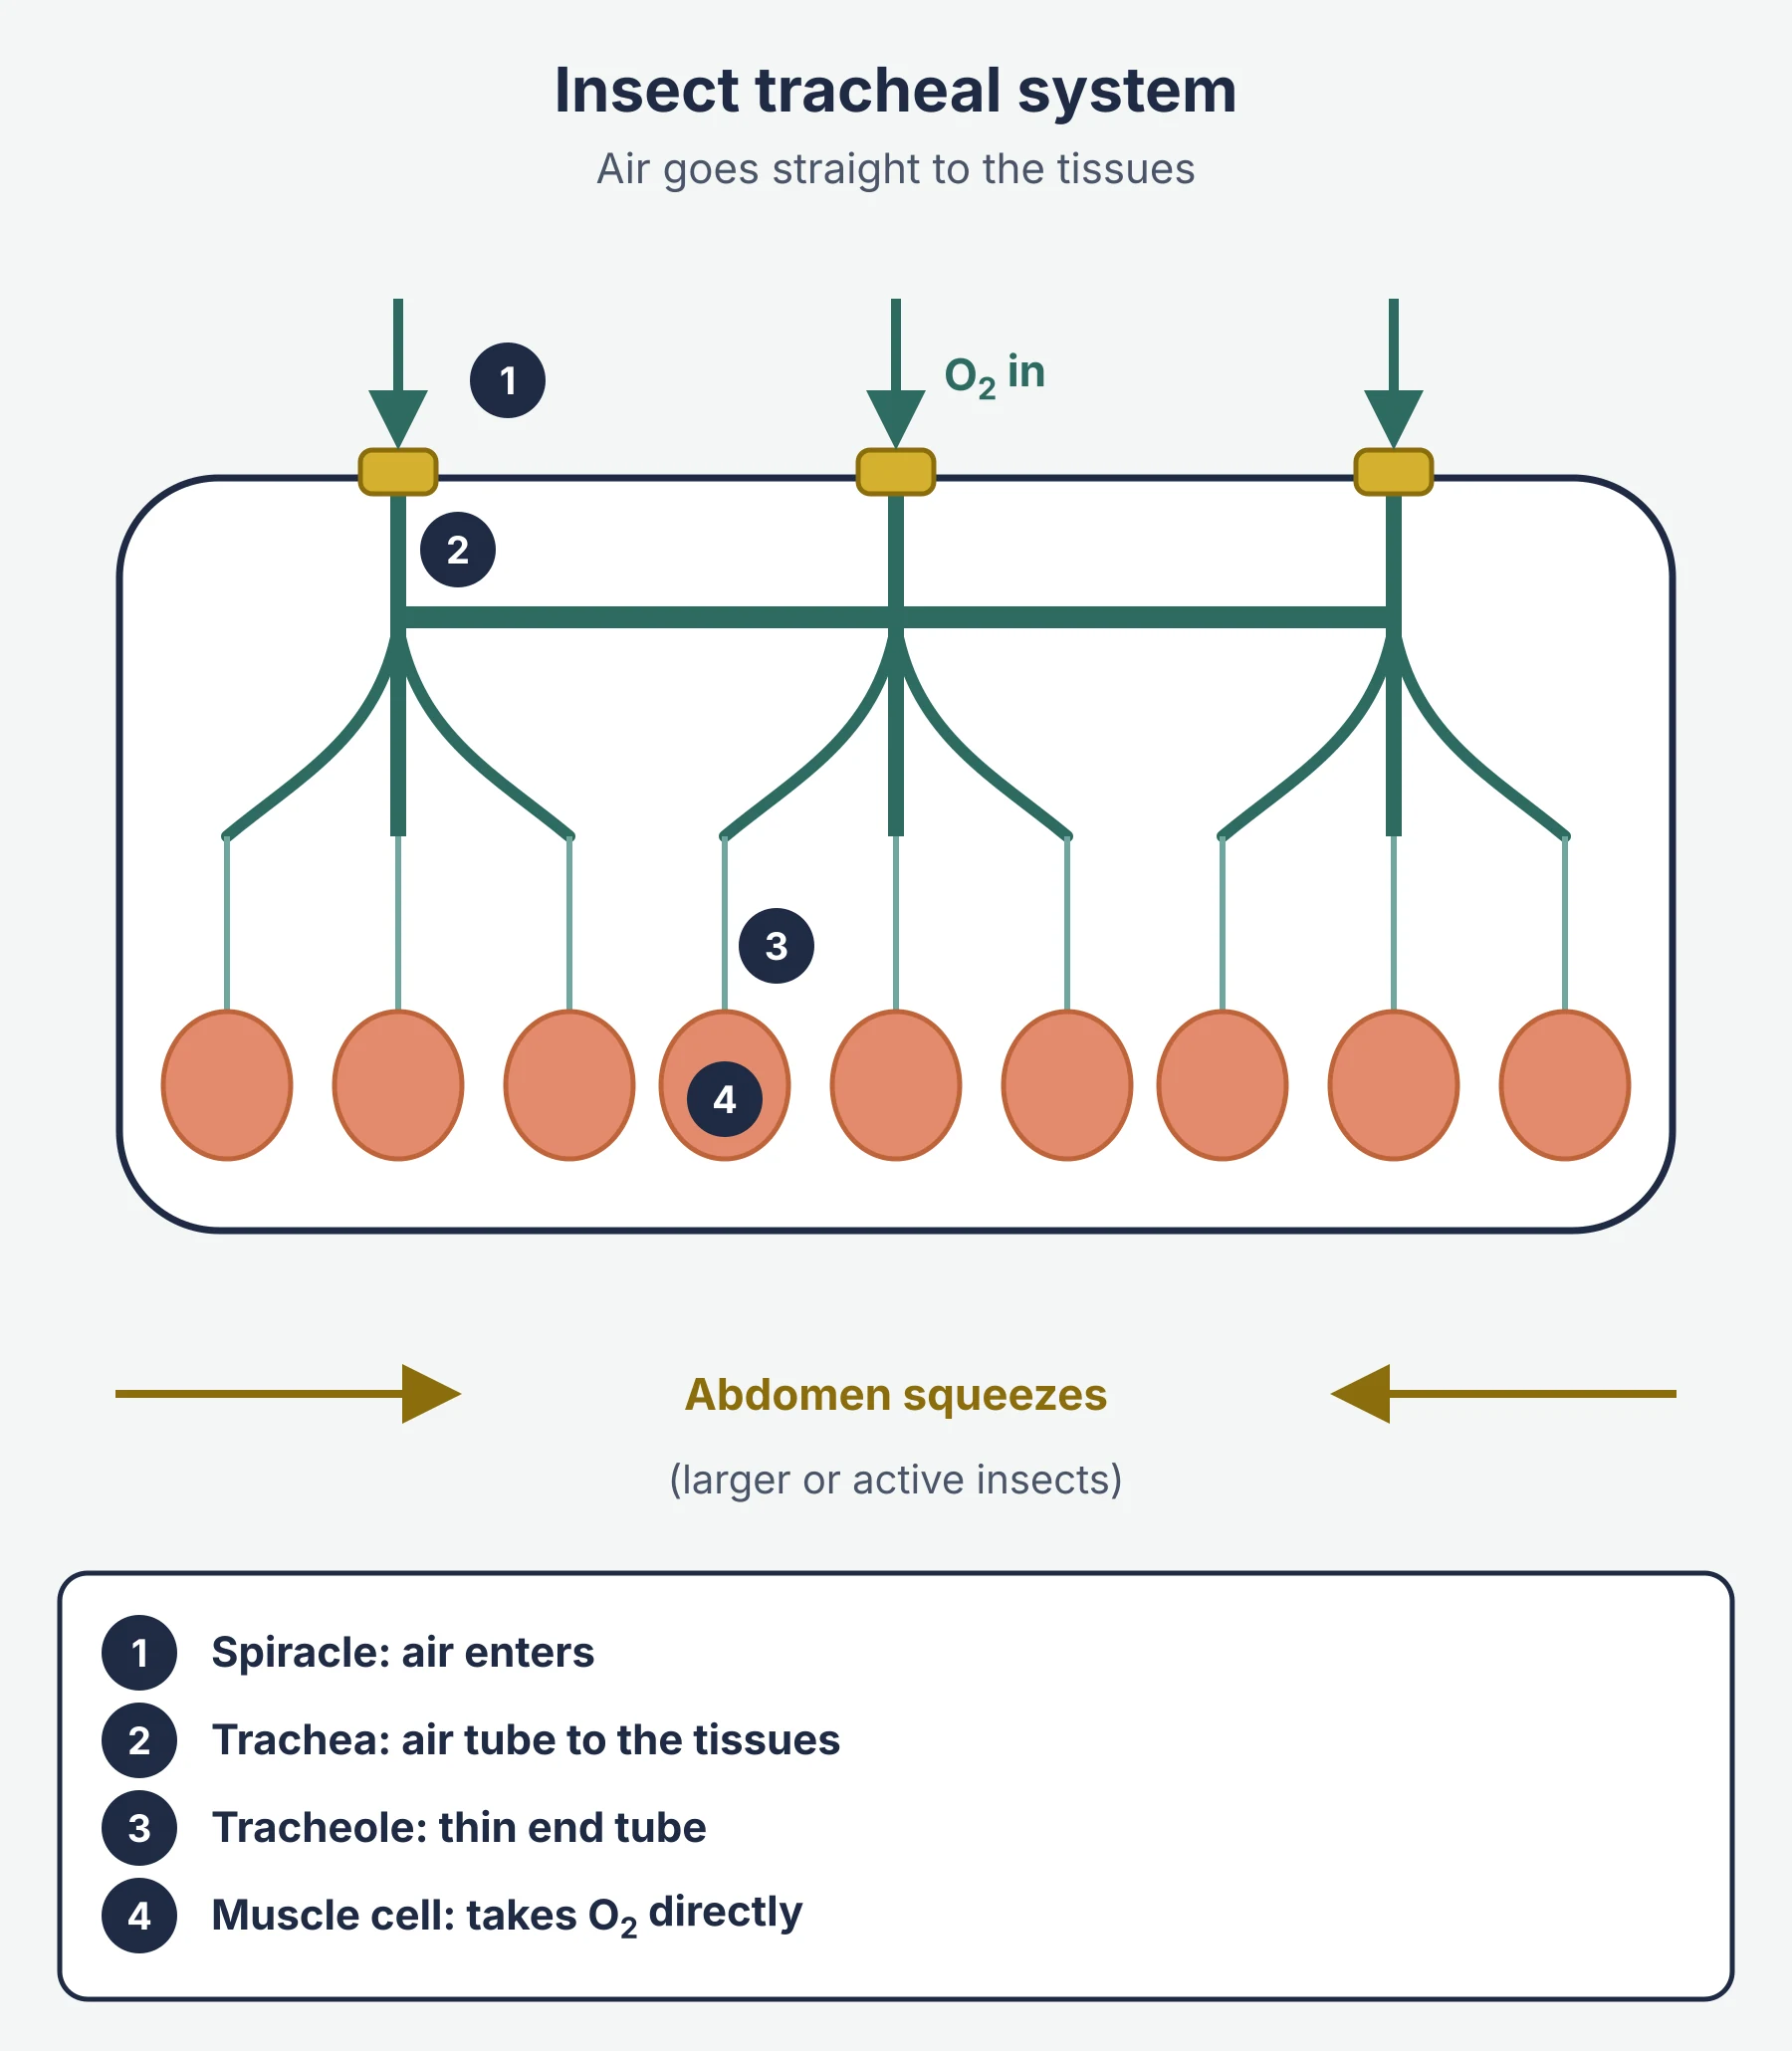 Insect tracheal system
Air goes straight to the tissues
1
O₂ in
2
3
4
Abdomen squeezes
(larger or active insects)
1 Spiracle: air enters
2 Trachea: air tube to the tissues
3 Tracheole: thin end tube
4 Muscle cell: takes O₂ directly